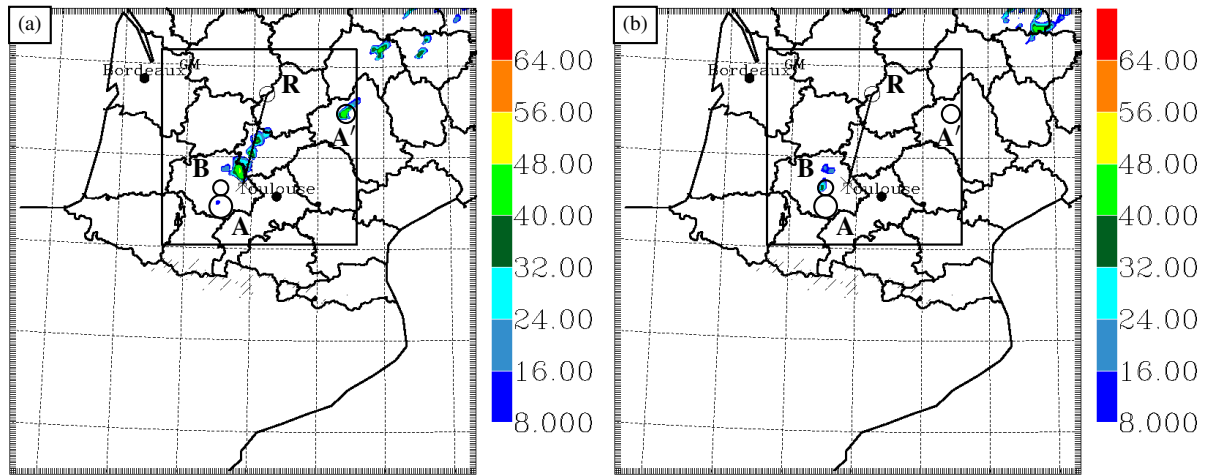 (a)
GM
Bordeaux
R
A′
B
Toulouse
A
64.00
56.00
48.00
40.00
32.00
24.00
16.00
8.000
(b)
GM
Bordeaux
R
A′
B
Toulouse
A
64.00
56.00
48.00
40.00
32.00
24.00
16.00
8.000